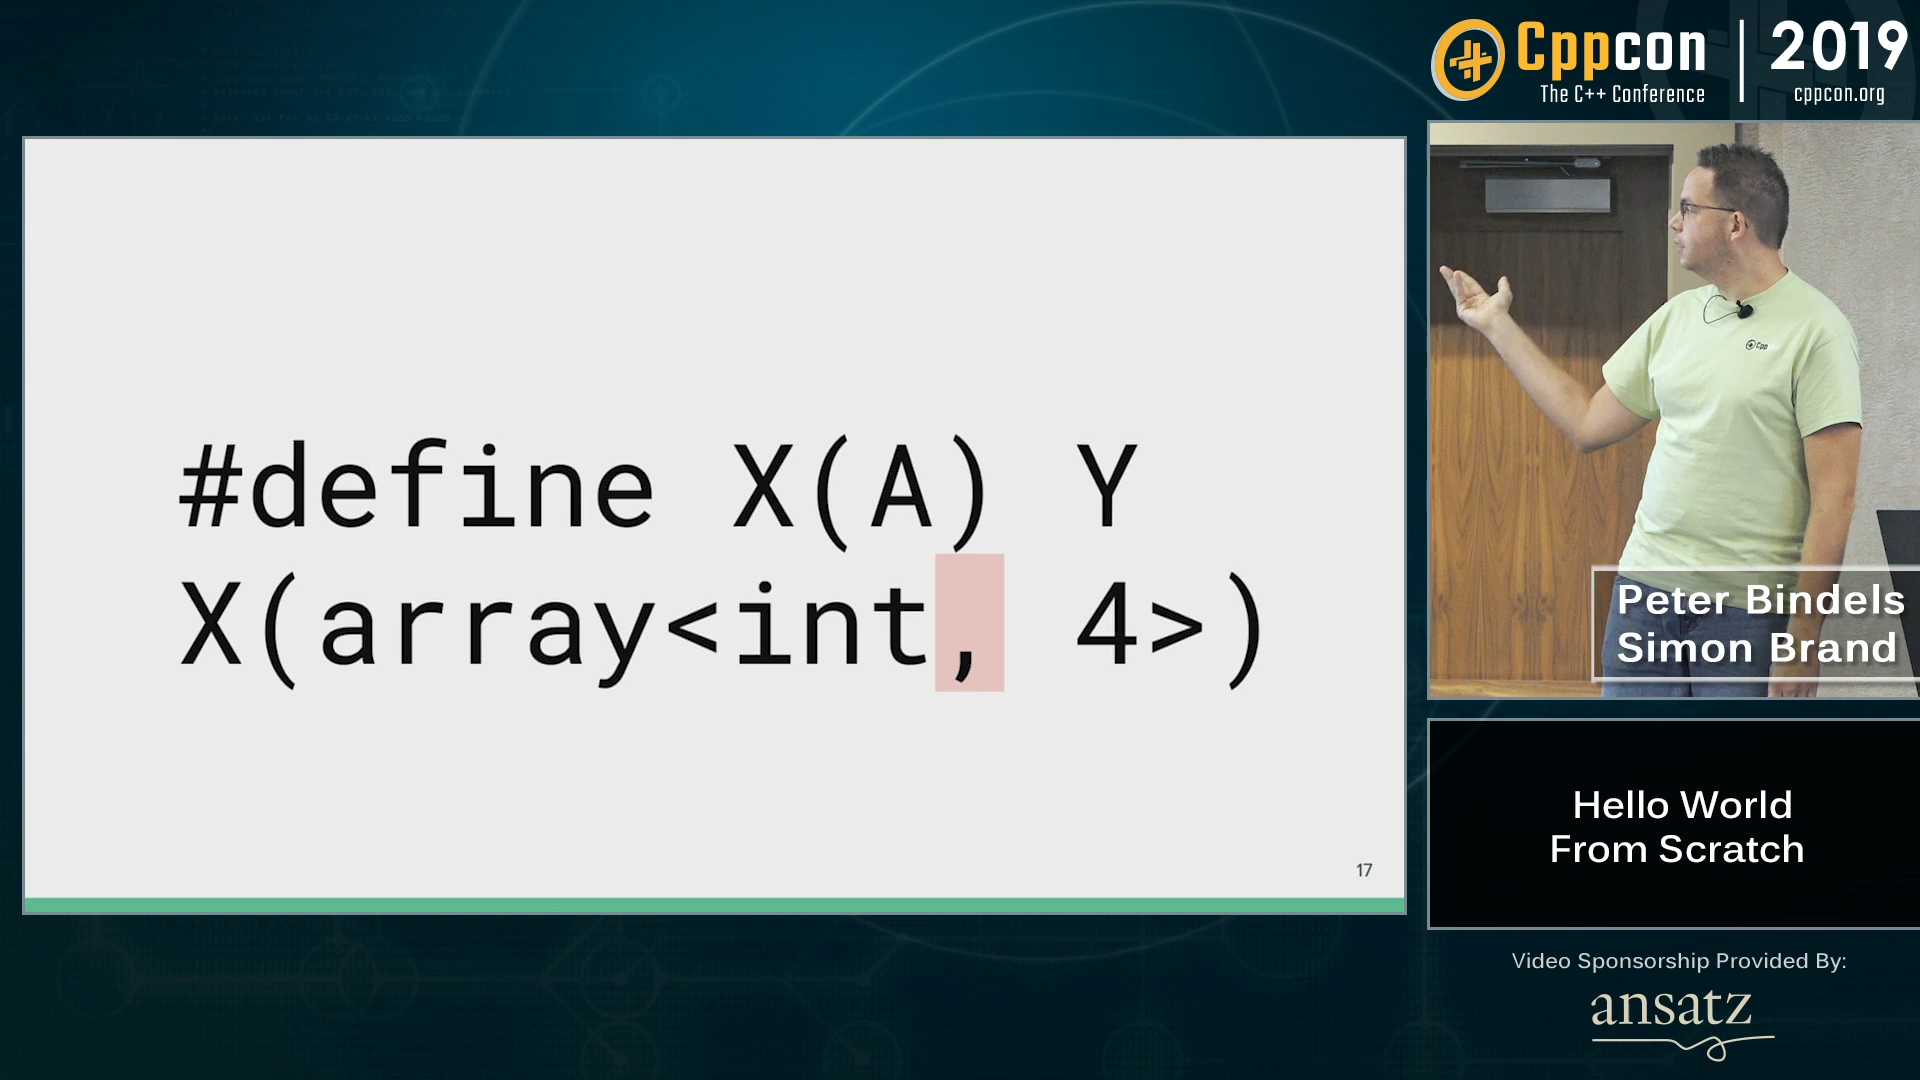 Cppcon
The C++ Conference
2019
cppcon.org
#define X(A) Y
X(array<int, 4>)
17
Cpp
Peter Bindels
Simon Brand
Hello World
From Scratch
Video Sponsorship Provided By:
ansatz